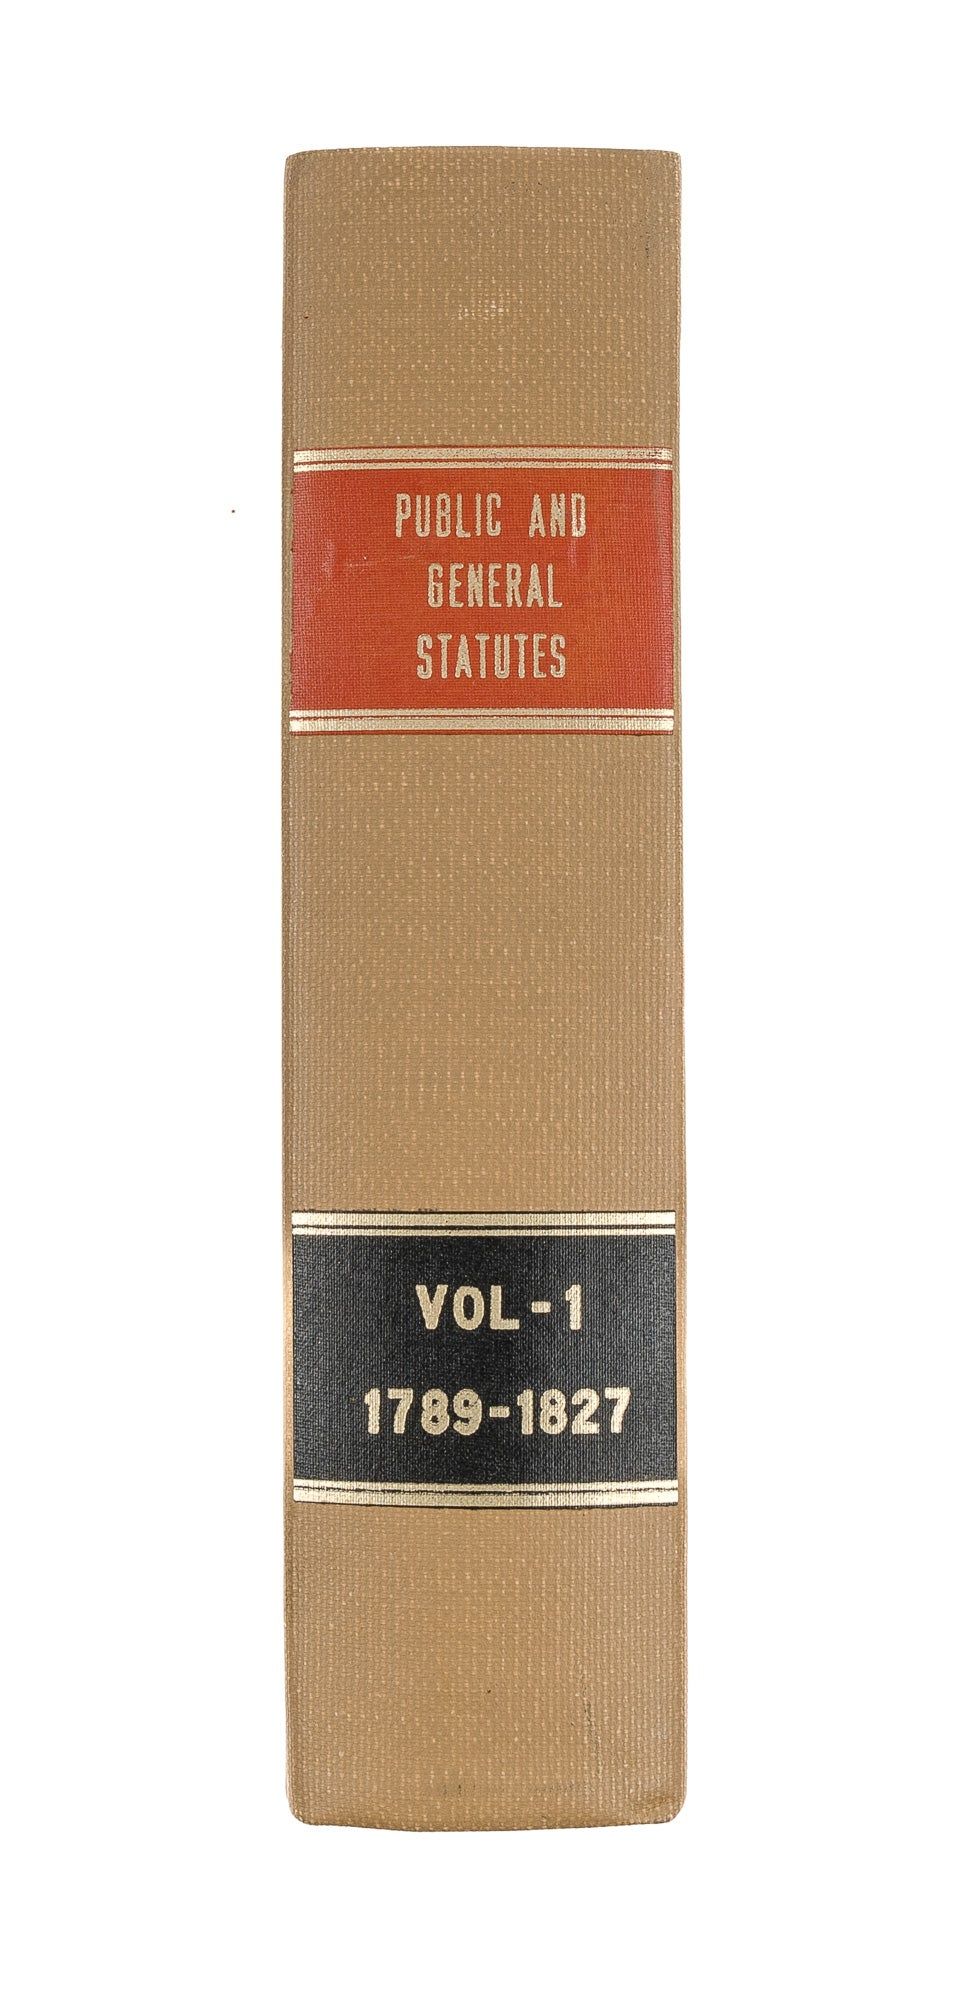 PUBLIC AND
GENERAL
STATUTES
VOL-1
1789-1827